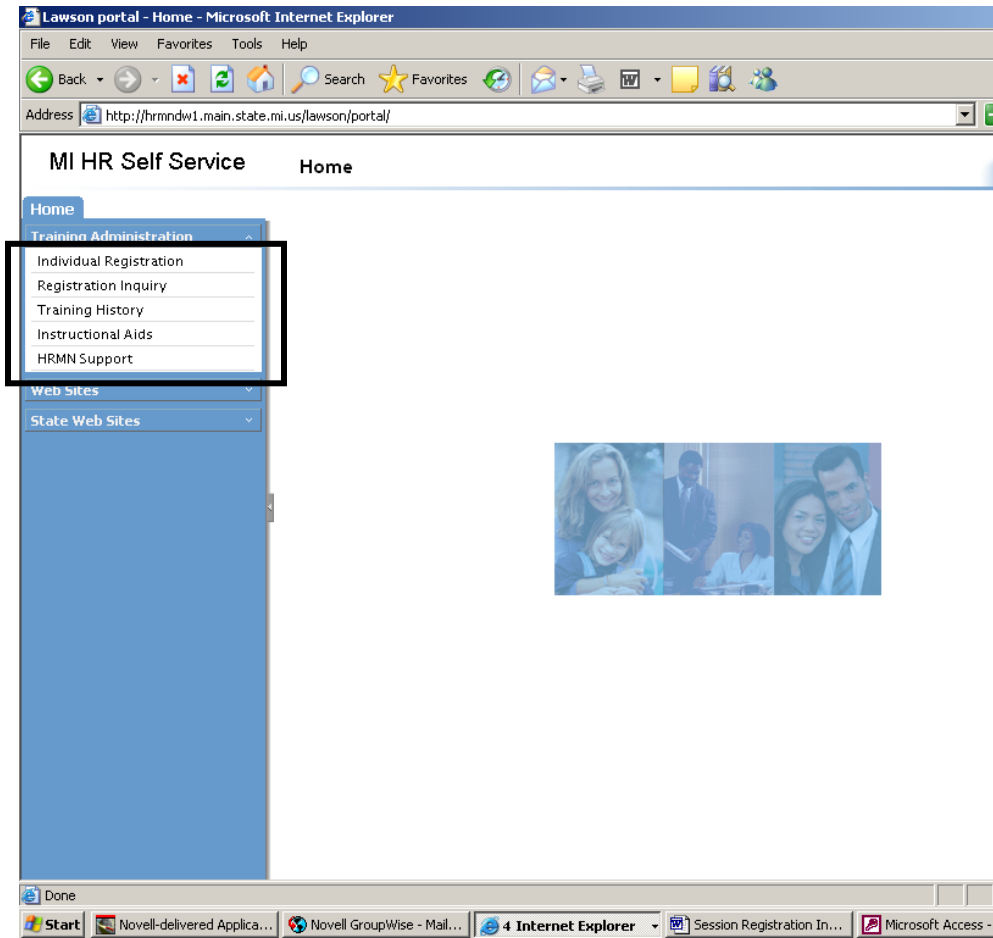 Lawson portal - Home - Microsoft Internet Explorer
File Edit View Favorites Tools Help
Back Search Favorites
Address http://hrmndw1.main.state.mi.us/lawson/portal/
MI HR Self Service Home
Home
Training Administration
Individual Registration
Registration Inquiry
Training History
Instructional Aids
HRMN Support
Web Sites
State Web Sites
Done
Start Novell-delivered Applica... Novell GroupWise - Mail... 4 Internet Explorer Session Registration In... Microsoft Access -